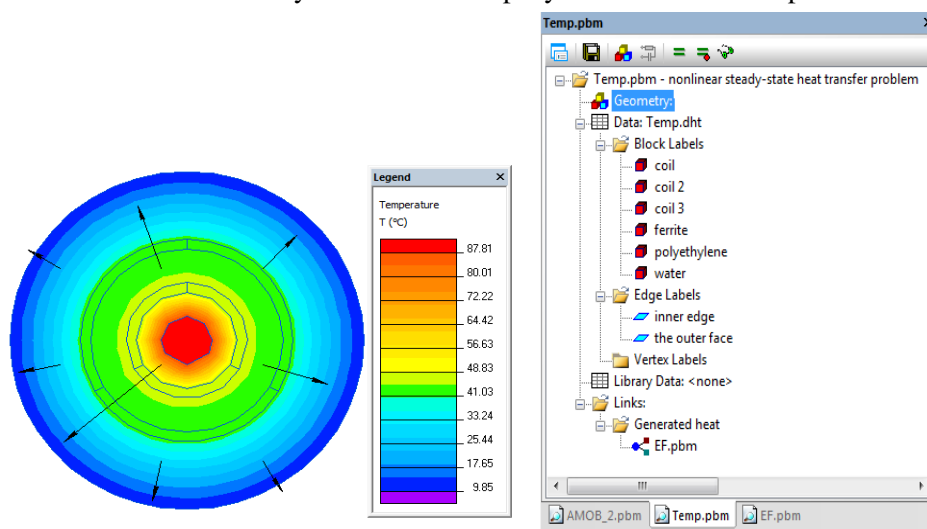 Temp.pbm
Temp.pbm - nonlinear steady-state heat transfer problem
Geometry:
Data: Temp.dht
Block Labels
coil
coil 2
coil 3
ferrite
polyethylene
water
Edge Labels
inner edge
the outer face
Vertex Labels
Library Data: <none>
Links:
Generated heat
EF.pbm
AMOB_2.pbm
Temp.pbm
EF.pbm
Legend
Temperature
T (°C)
87.81
80.01
72.22
64.42
56.63
48.83
41.03
33.24
25.44
17.65
9.85